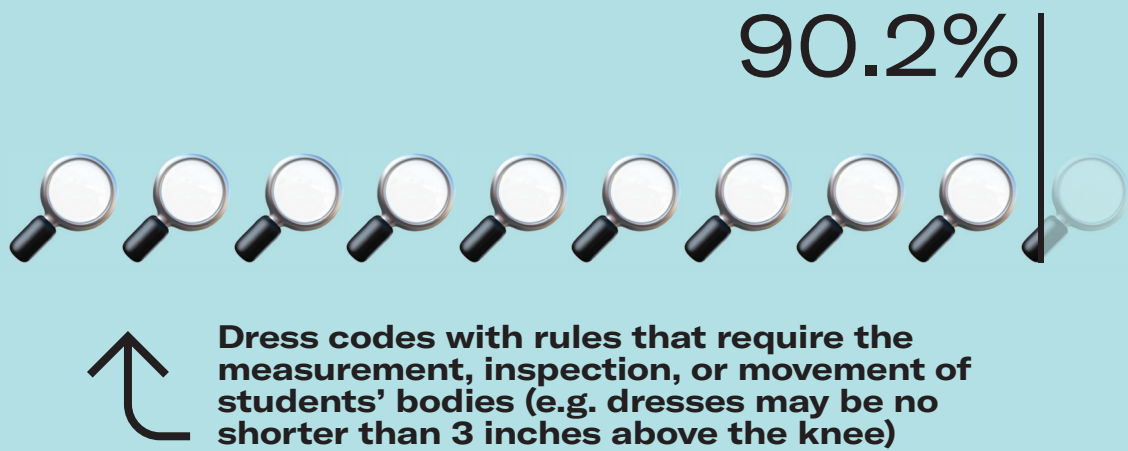 90.2%
Dress codes with rules that require the
measurement, inspection, or movement of
students’ bodies (e.g. dresses may be no
shorter than 3 inches above the knee)